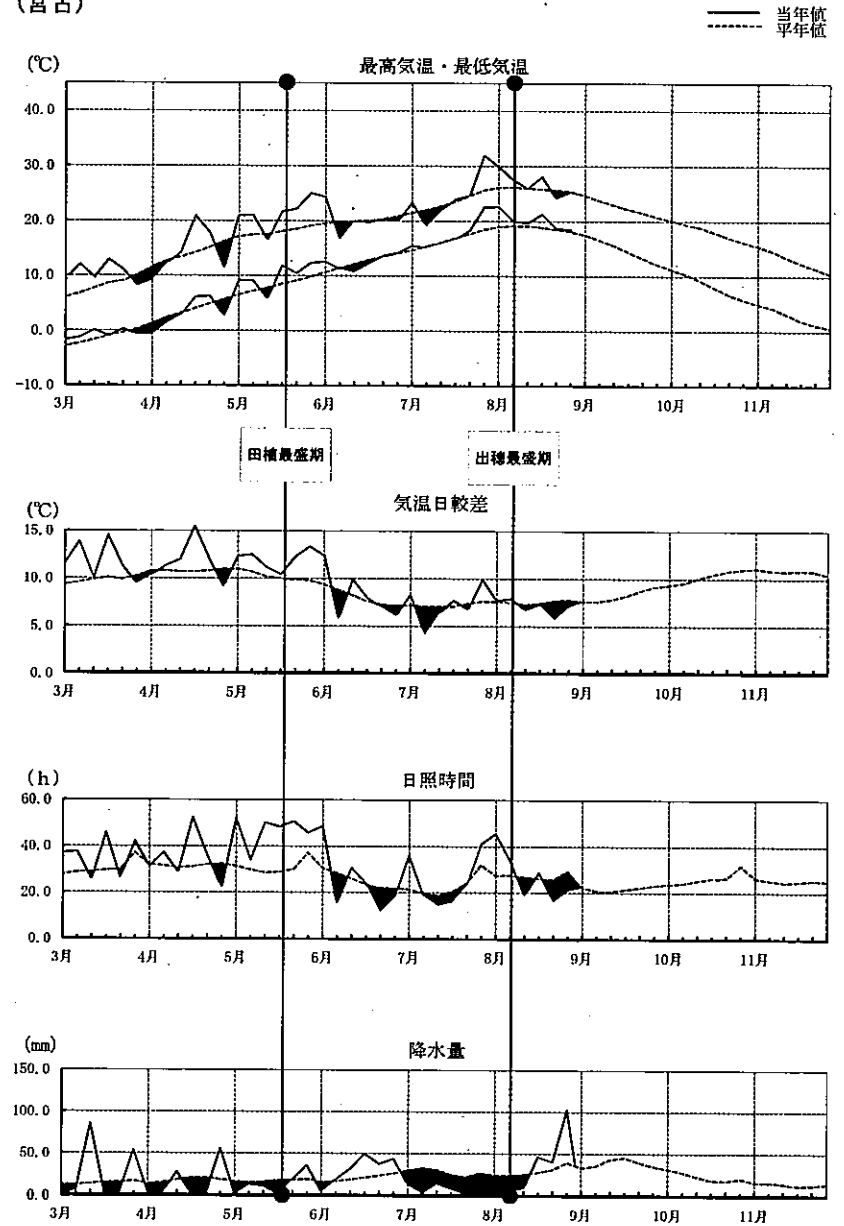 (宮古)
当年値
平年値
(℃)
最高気温・最低気温
40.0
30.0
20.0
10.0
0.0
-10.0
3月 4月 5月 6月 7月 8月 9月 10月 11月
田植最盛期
出穂最盛期
(℃)
気温日較差
15.0
10.0
5.0
0.0
3月 4月 5月 6月 7月 8月 9月 10月 11月
(h)
日照時間
60.0
40.0
20.0
0.0
3月 4月 5月 6月 7月 8月 9月 10月 11月
(mm)
降水量
150.0
100.0
50.0
0.0
3月 4月 5月 6月 7月 8月 9月 10月 11月